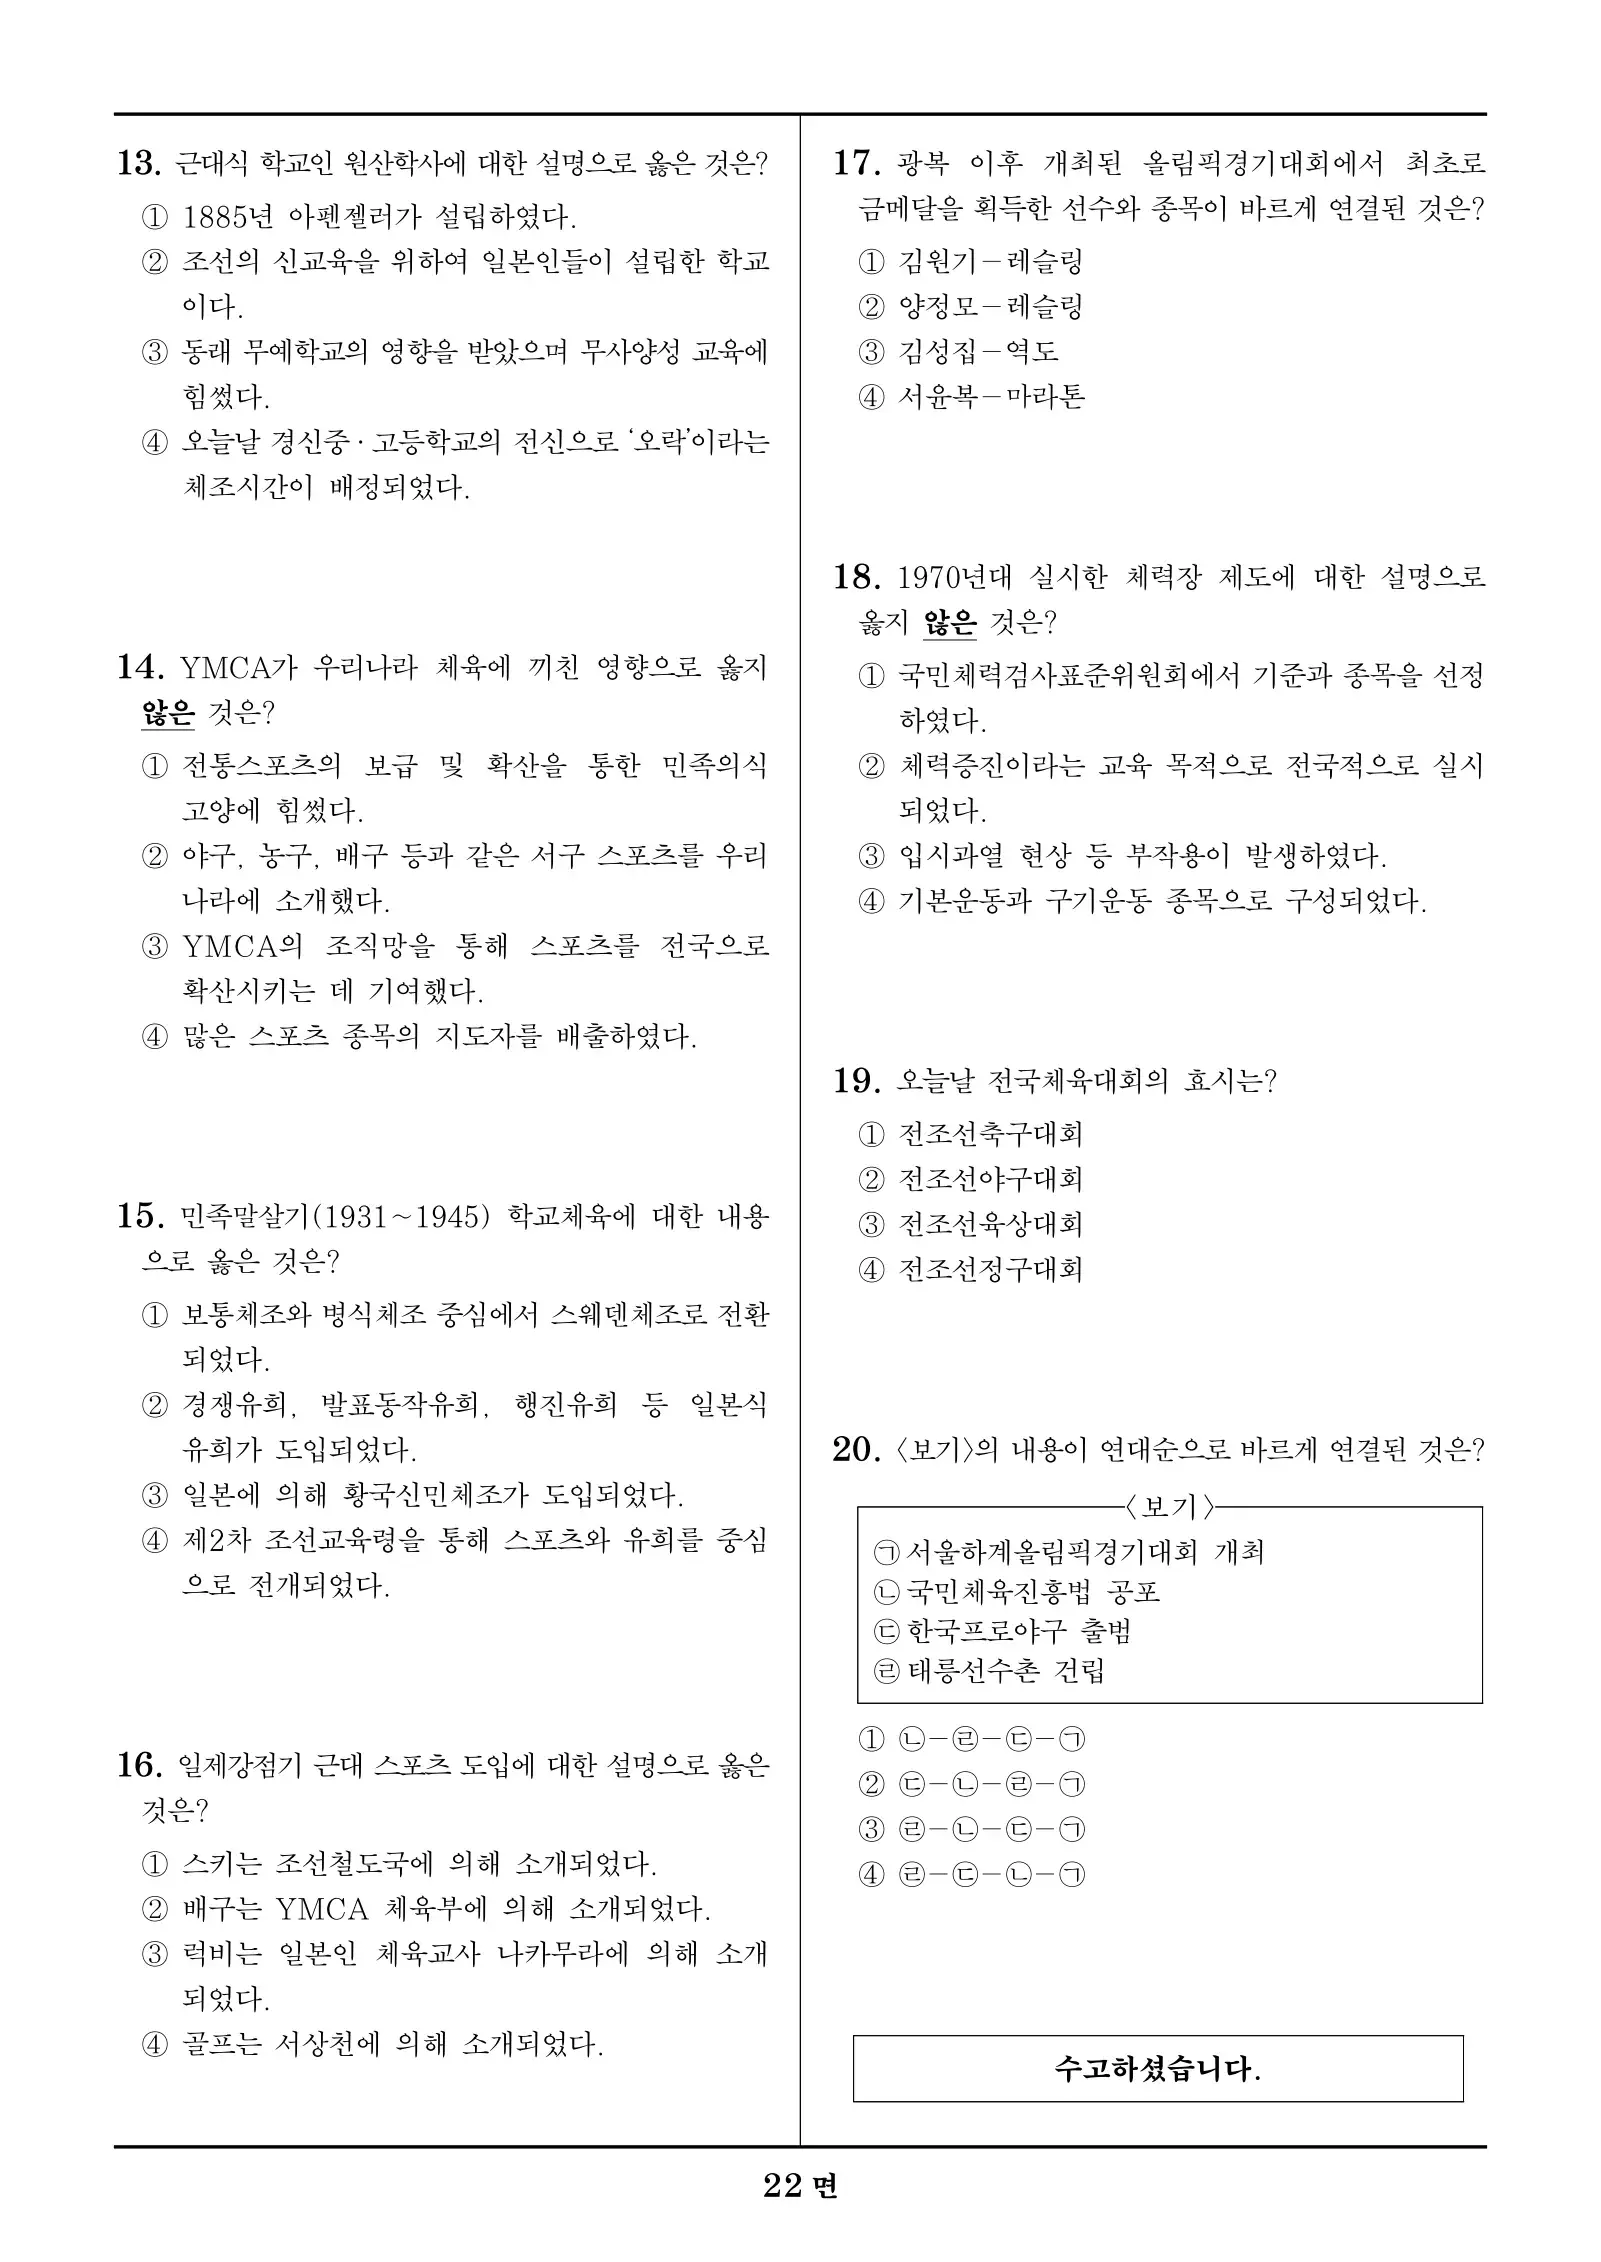 13. 근대식 학교인 원산학사에 대한 설명으로 옳은 것은?
① 1885년 아펜젤러가 설립하였다.
② 조선의 신교육을 위하여 일본인들이 설립한 학교
이다.
③ 동래 무예학교의 영향을 받았으며 무사양성 교육에
힘썼다.
④ 오늘날 경신중·고등학교의 전신으로 ‘오락’이라는
체조시간이 배정되었다.
14. YMCA가 우리나라 체육에 끼친 영향으로 옳지
않은 것은?
① 전통스포츠의 보급 및 확산을 통한 민족의식
고양에 힘썼다.
② 야구, 농구, 배구 등과 같은 서구 스포츠를 우리
나라에 소개했다.
③ YMCA의 조직망을 통해 스포츠를 전국으로
확산시키는 데 기여했다.
④ 많은 스포츠 종목의 지도자를 배출하였다.
15. 민족말살기(1931~1945) 학교체육에 대한 내용
으로 옳은 것은?
① 보통체조와 병식체조 중심에서 스웨덴체조로 전환
되었다.
② 경쟁유희, 발표동작유희, 행진유희 등 일본식
유희가 도입되었다.
③ 일본에 의해 황국신민체조가 도입되었다.
④ 제2차 조선교육령을 통해 스포츠와 유희를 중심
으로 전개되었다.
16. 일제강점기 근대 스포츠 도입에 대한 설명으로 옳은
것은?
① 스키는 조선철도국에 의해 소개되었다.
② 배구는 YMCA 체육부에 의해 소개되었다.
③ 럭비는 일본인 체육교사 나카무라에 의해 소개
되었다.
④ 골프는 서상천에 의해 소개되었다.
17. 광복 이후 개최된 올림픽경기대회에서 최초로
금메달을 획득한 선수와 종목이 바르게 연결된 것은?
① 김원기－레슬링
② 양정모－레슬링
③ 김성집－역도
④ 서윤복－마라톤
18. 1970년대 실시한 체력장 제도에 대한 설명으로
옳지 않은 것은?
① 국민체력검사표준위원회에서 기준과 종목을 선정
하였다.
② 체력증진이라는 교육 목적으로 전국적으로 실시
되었다.
③ 입시과열 현상 등 부작용이 발생하였다.
④ 기본운동과 구기운동 종목으로 구성되었다.
19. 오늘날 전국체육대회의 효시는?
① 전조선축구대회
② 전조선야구대회
③ 전조선육상대회
④ 전조선정구대회
20. 〈보기〉의 내용이 연대순으로 바르게 연결된 것은?
〈보기〉
㉠ 서울하계올림픽경기대회 개최
㉡ 국민체육진흥법 공포
㉢ 한국프로야구 출범
㉣ 태릉선수촌 건립
① ㉡－㉣－㉢－㉠
② ㉢－㉡－㉣－㉠
③ ㉣－㉡－㉢－㉠
④ ㉣－㉢－㉡－㉠
수고하셨습니다.
22 면